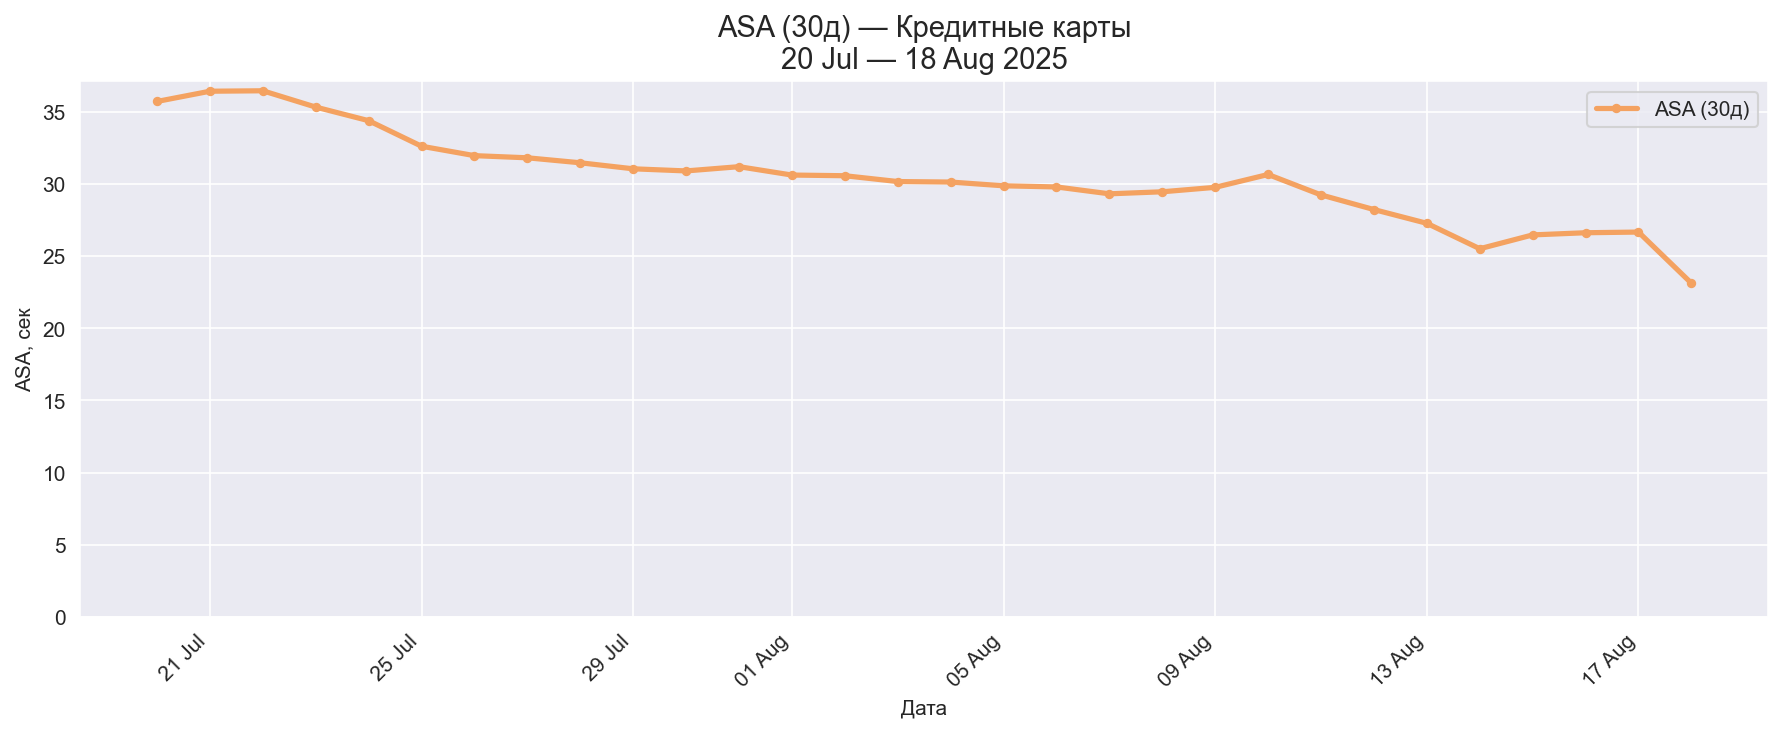 ASA (30д) — Кредитные карты
20 Jul — 18 Aug 2025
ASA (30д)
ASA, сек
35
30
25
20
15
10
5
0
21 Jul
25 Jul
29 Jul
01 Aug
05 Aug
09 Aug
13 Aug
17 Aug
Дата